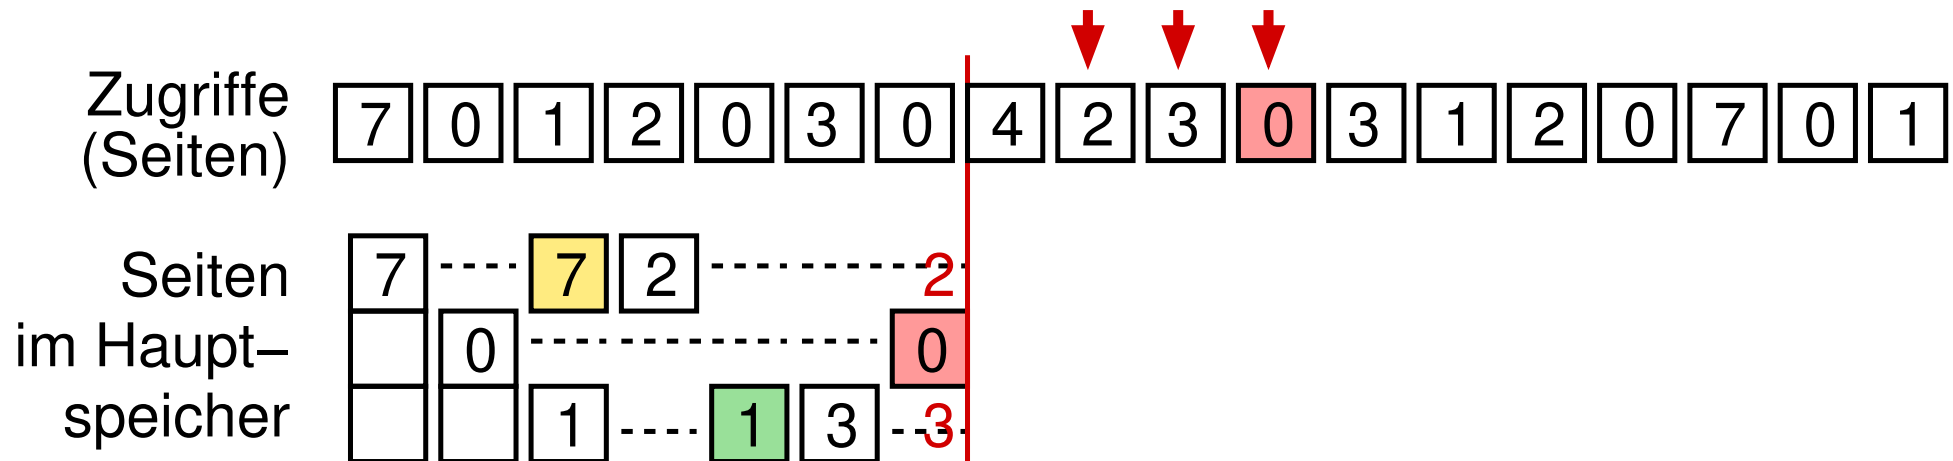 Zugriffe
(Seiten)
7 0 1 2 0 3 0 4 2 3 0 3 1 2 0 7 0 1
Seiten 7 7 2 2
im Haupt– 0 0
speicher 1 1 3 3